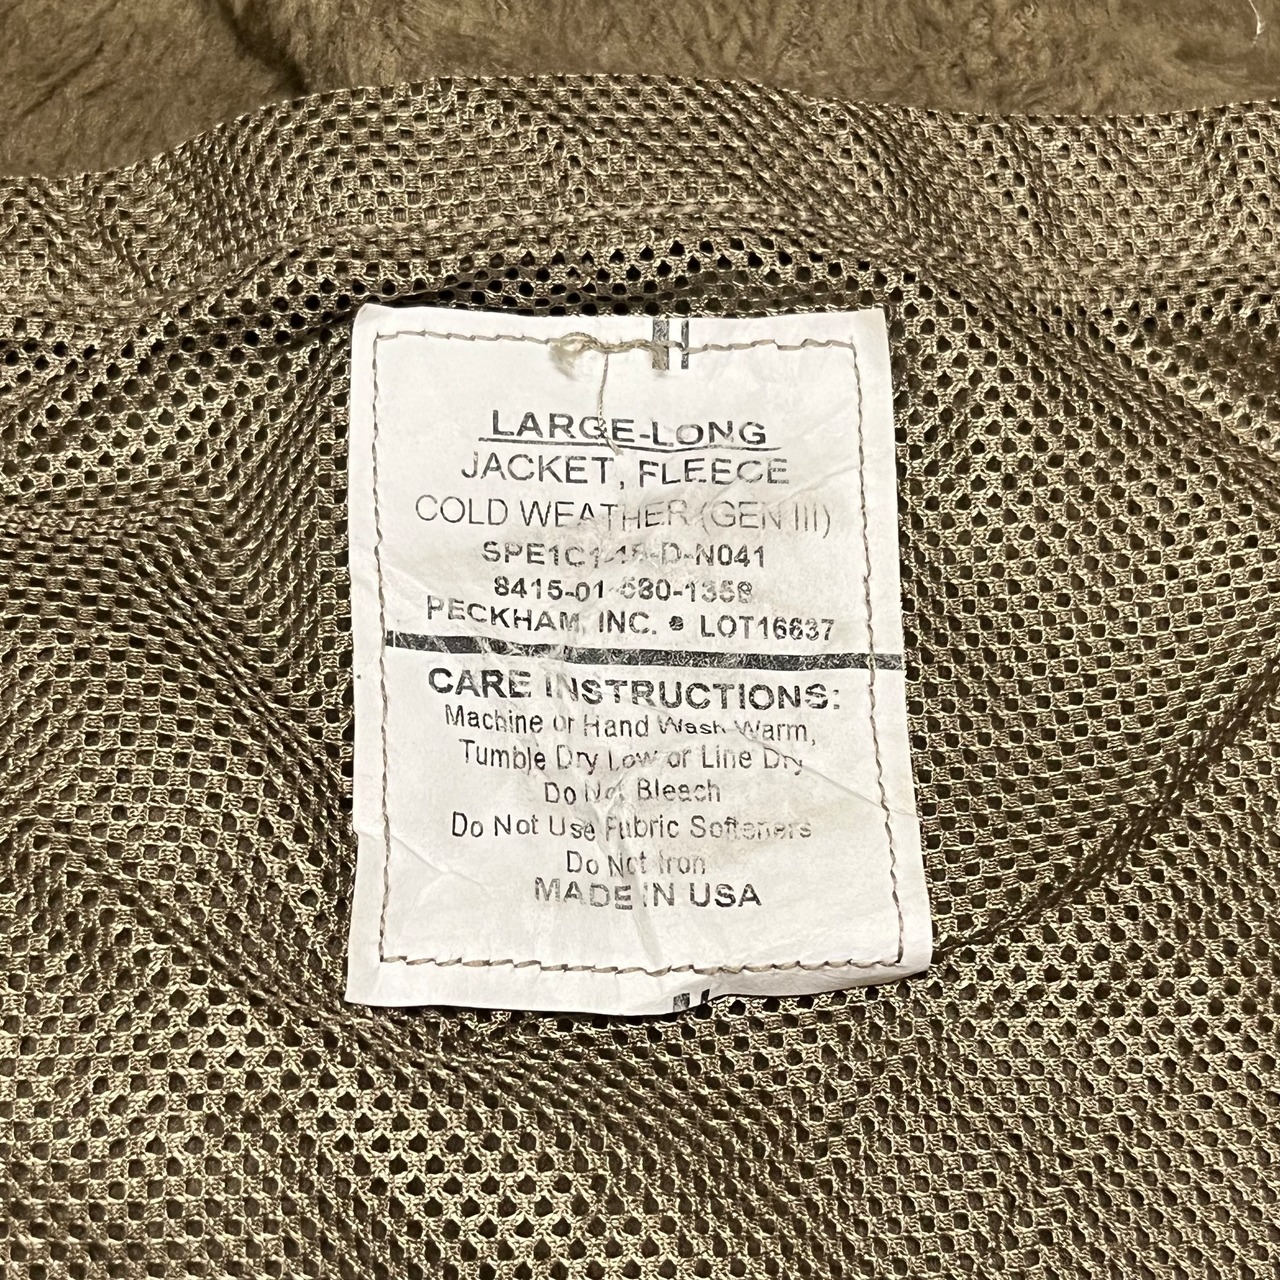 LARGE-LONG
JACKET, FLEECE
COLD WEATHER (GEN III)
8415-01-
PECKHAM, INC. • LOT16637
CARE INSTRUCTIONS:
Machine or Hand Wash Warm,
Tumble Dry Low or Line Dry
Do Not Bleach
Do Not Use Fabric Softeners
Do Not Iron
MADE IN USA